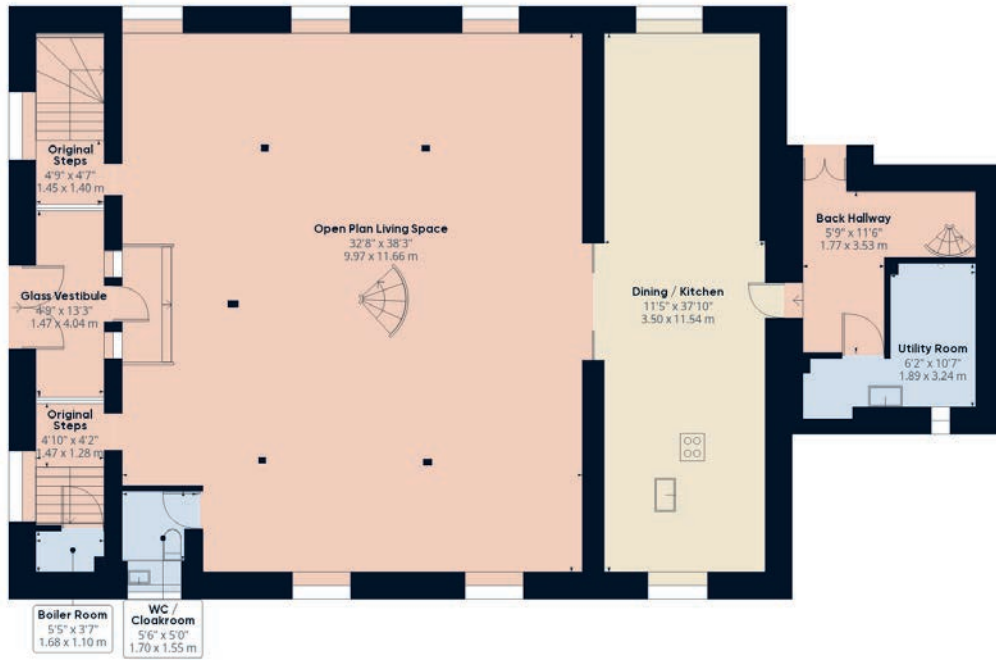 Original
Steps
4'9" x 4'7"
1.45 x 1.40 m
Open Plan Living Space
32'8" x 38'3"
9.97 x 11.66 m
Back Hallway
5'9" x 11'6"
1.77 x 3.53 m
Glass Vestibule
4'9" x 13'3"
1.47 x 4.04 m
Dining / Kitchen
11'5" x 37'10"
3.50 x 11.54 m
Utility Room
6'2" x 10'7"
1.89 x 3.24 m
Original
Steps
4'10" x 4'2"
1.47 x 1.28 m
Boiler Room
5'5" x 3'7"
1.68 x 1.10 m
WC /
Cloakroom
5'6" x 5'0"
1.70 x 1.55 m